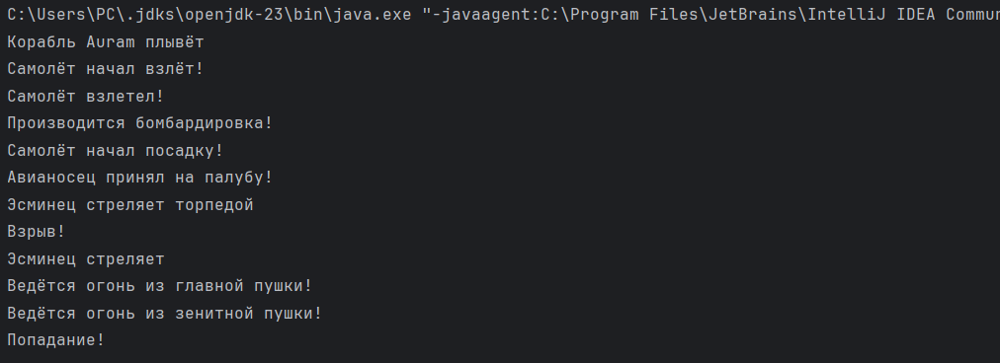 C:\Users\PC\.jdks\openjdk-23\bin\java.exe "-javaagent:C:\Program Files\JetBrains\IntelliJ IDEA Commun
Корабль Auram плывёт
Самолёт начал взлёт!
Самолёт взлетел!
Производится бомбардировка!
Самолёт начал посадку!
Авианосец принял на палубу!
Эсминец стреляет торпедой
Взрыв!
Эсминец стреляет
Ведётся огонь из главной пушки!
Ведётся огонь из зенитной пушки!
Попадание!